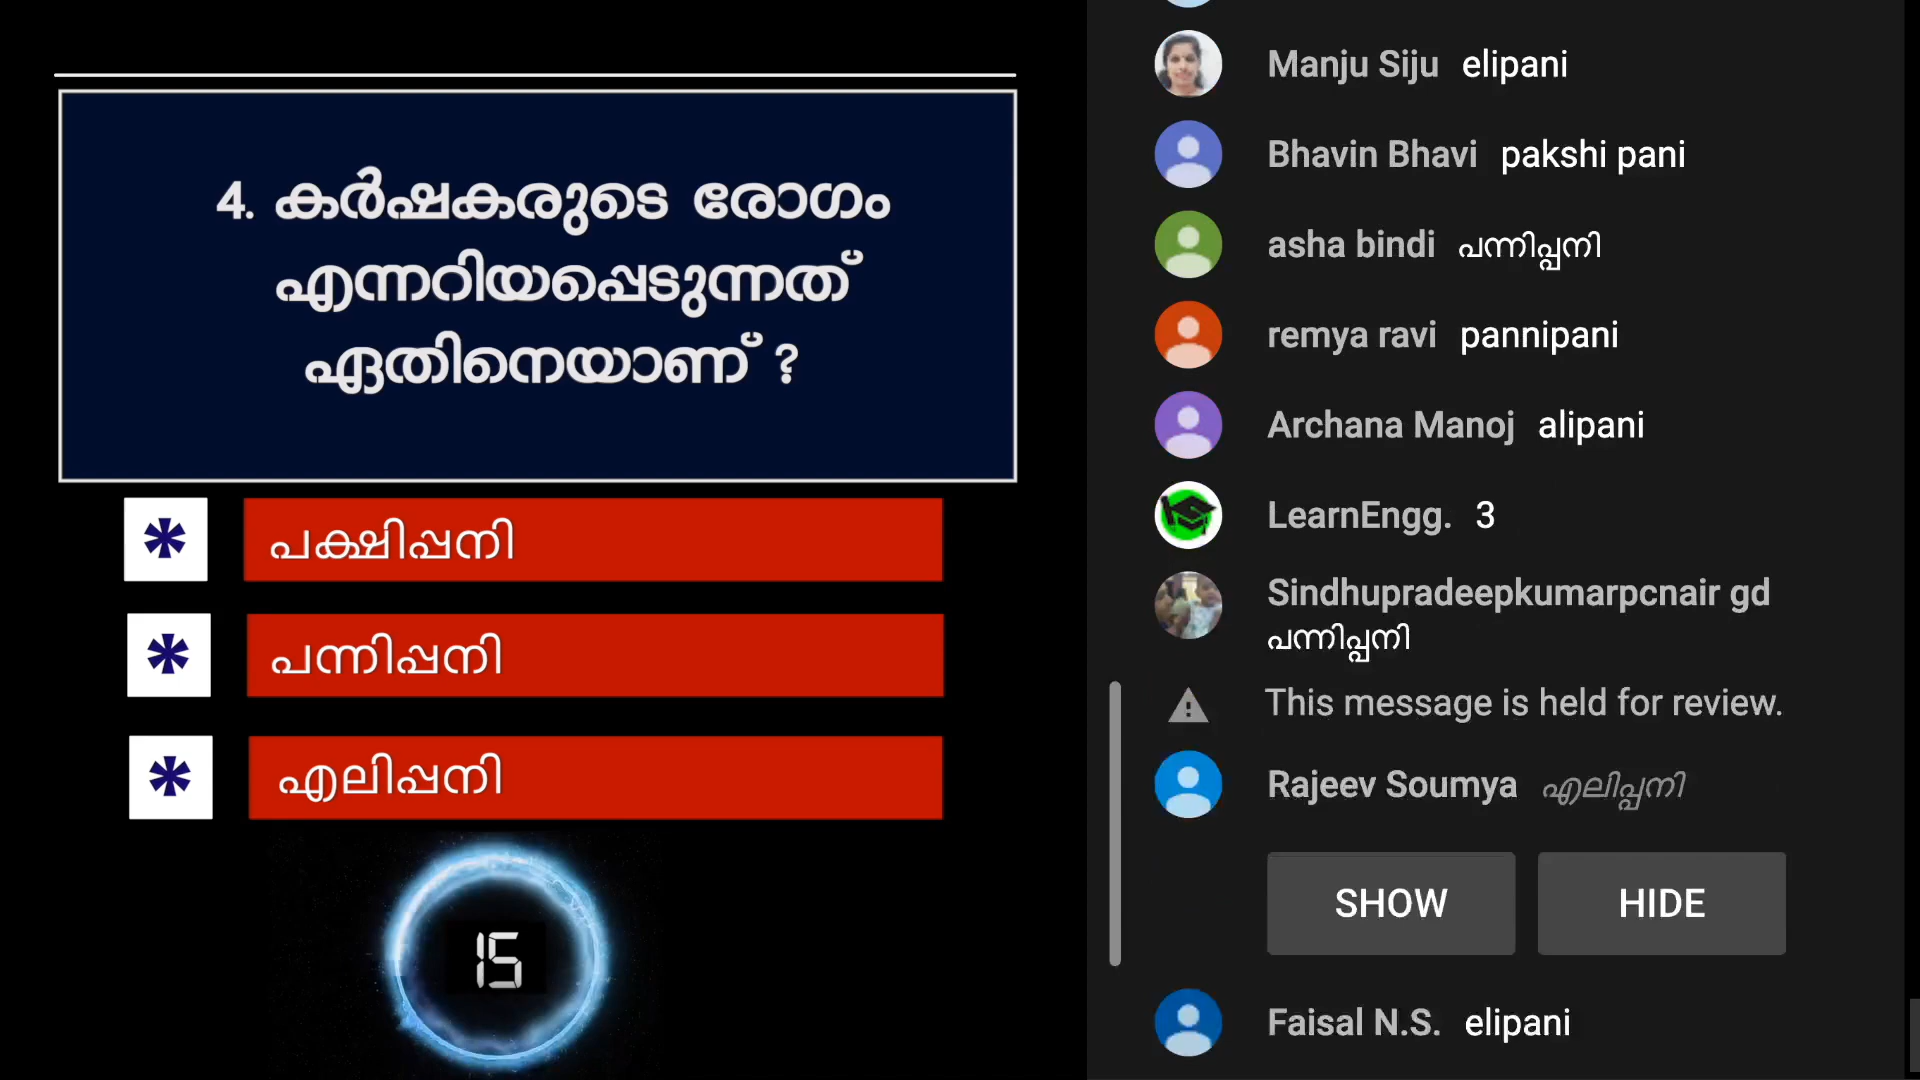 4. കർഷകരുടെ രോഗം
എന്നറിയപ്പെടുന്നത്
ഏതിനെയാണ് ?
* പക്ഷിപ്പനി
* പന്നിപ്പനി
* എലിപ്പനി
15
Manju Siju elipani
Bhavin Bhavi pakshi pani
asha bindi പന്നിപ്പനി
remya ravi pannipani
Archana Manoj alipani
LearnEngg. 3
Sindhupradeepkumarpcnair gd
പന്നിപ്പനി
This message is held for review.
Rajeev Soumya എലിപ്പനി
SHOW HIDE
Faisal N.S. elipani